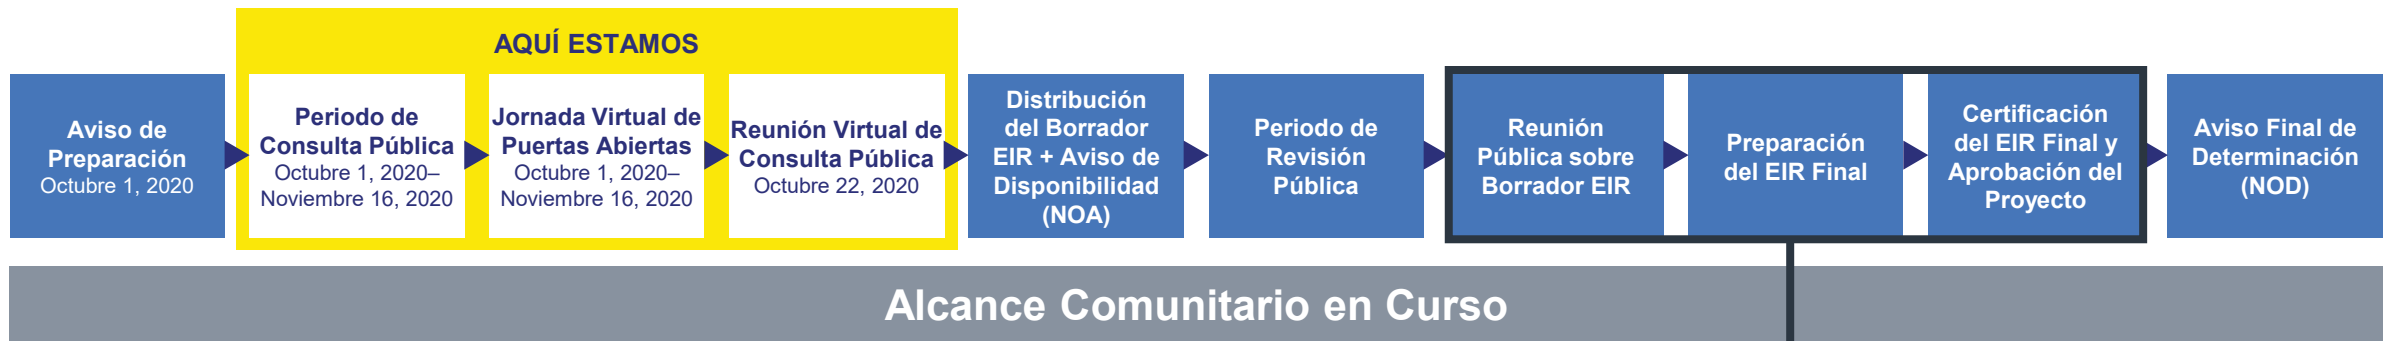 AQUÍ ESTAMOS
Aviso de
Preparación
Octubre 1, 2020
Periodo de
Consulta Pública
Octubre 1, 2020–
Noviembre 16, 2020
Jornada Virtual de
Puertas Abiertas
Octubre 1, 2020–
Noviembre 16, 2020
Reunión Virtual de
Consulta Pública
Octubre 22, 2020
Distribución
del Borrador
EIR + Aviso de
Disponibilidad
(NOA)
Periodo de
Revisión
Pública
Reunión
Pública sobre
Borrador EIR
Preparación
del EIR Final
Certificación
del EIR Final y
Aprobación del
Proyecto
Aviso Final de
Determinación
(NOD)
Alcance Comunitario en Curso